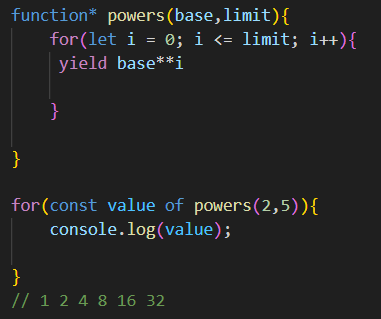 function* powers(base,limit){
    for(let i = 0; i <= limit; i++){
     yield base**i
    }
}
for(const value of powers(2,5)){
    console.log(value);
}
// 1 2 4 8 16 32